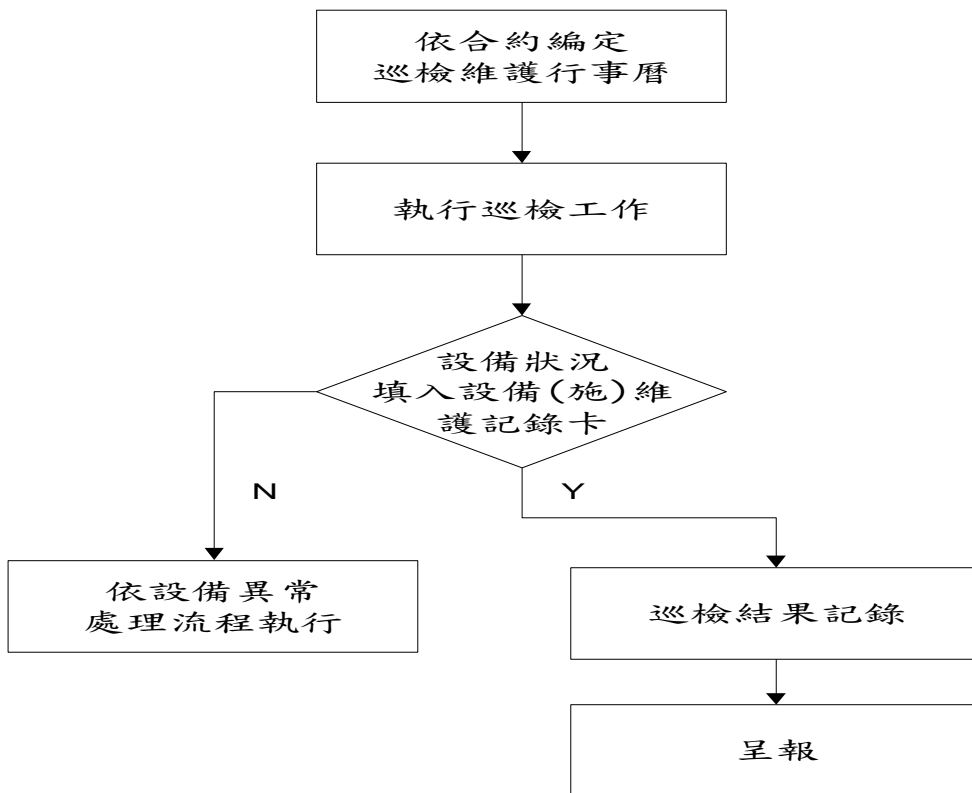 依合約編定
巡檢維護行事曆
執行巡檢工作
設備狀況
填入設備(施)維
護記錄卡
N
Y
依設備異常
處理流程執行
巡檢結果記錄
呈報